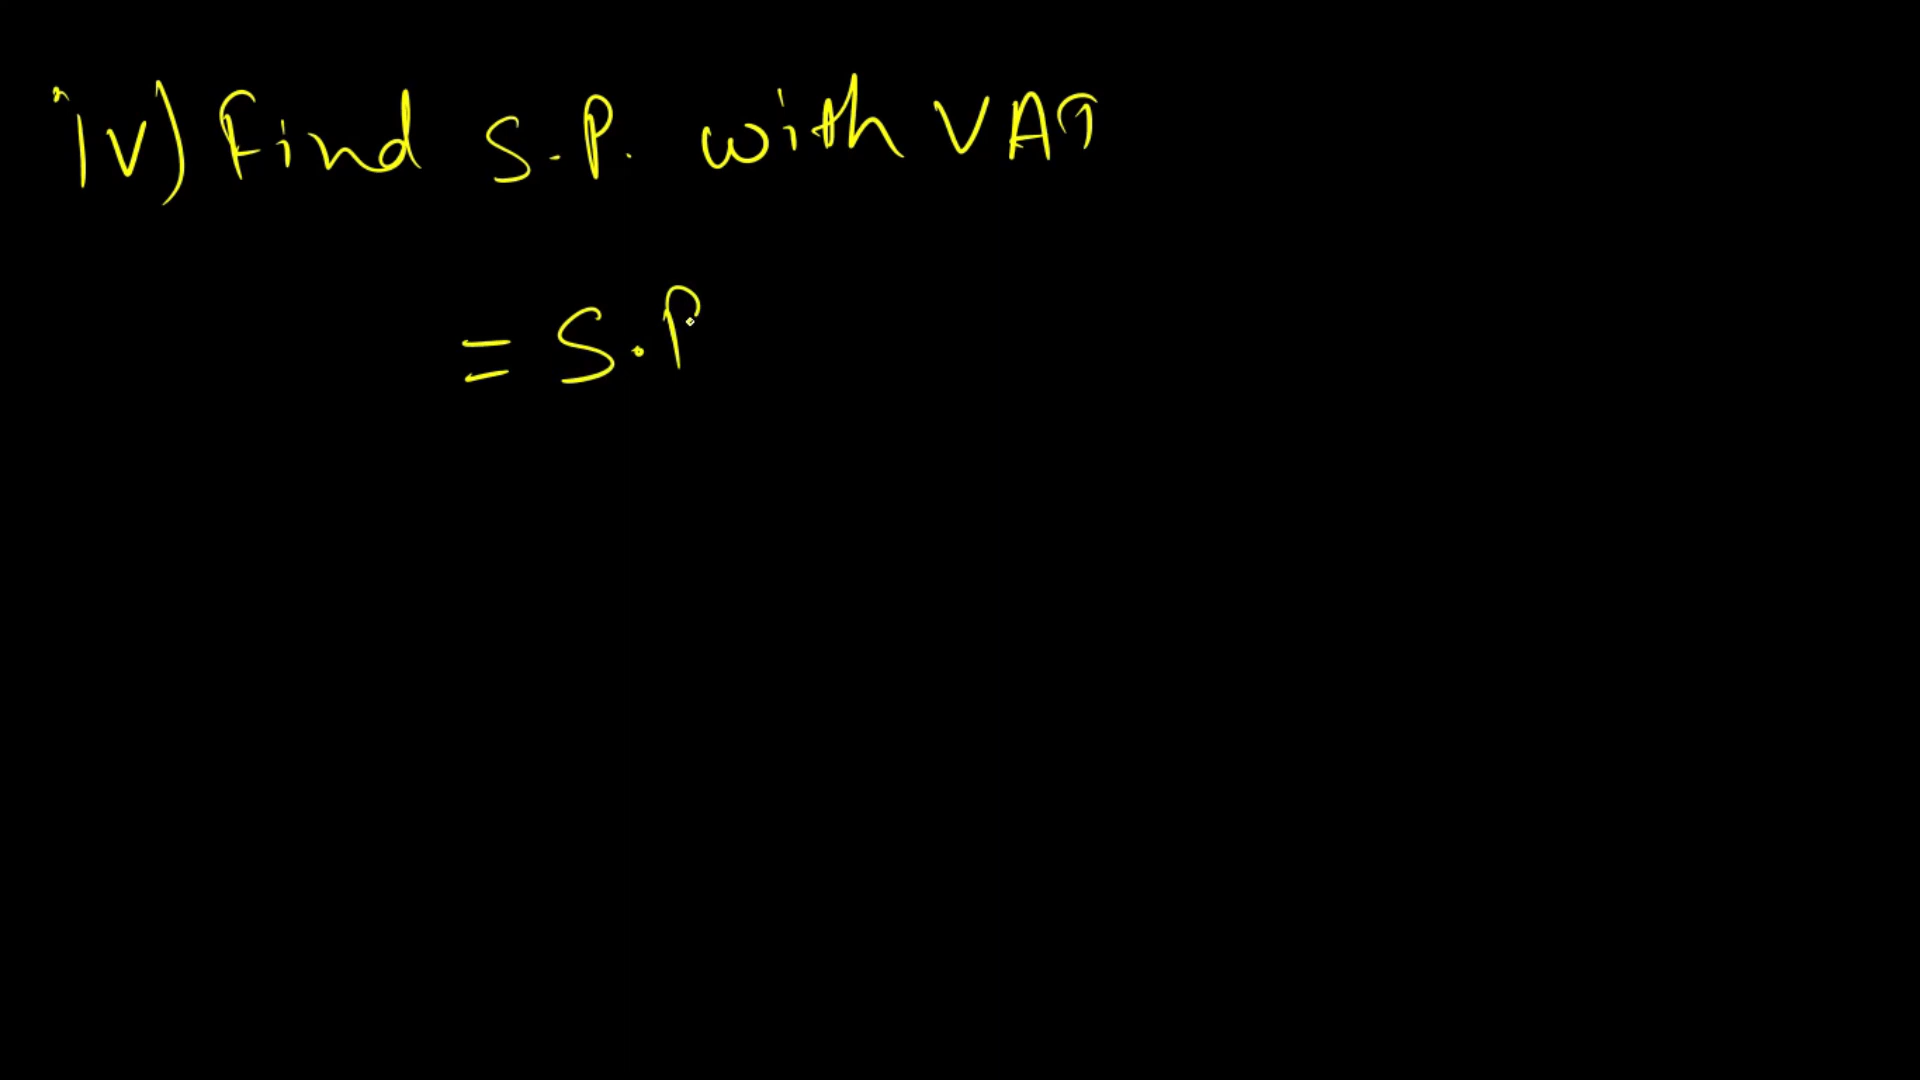 iv) Find S.P. with VAT
= S.P